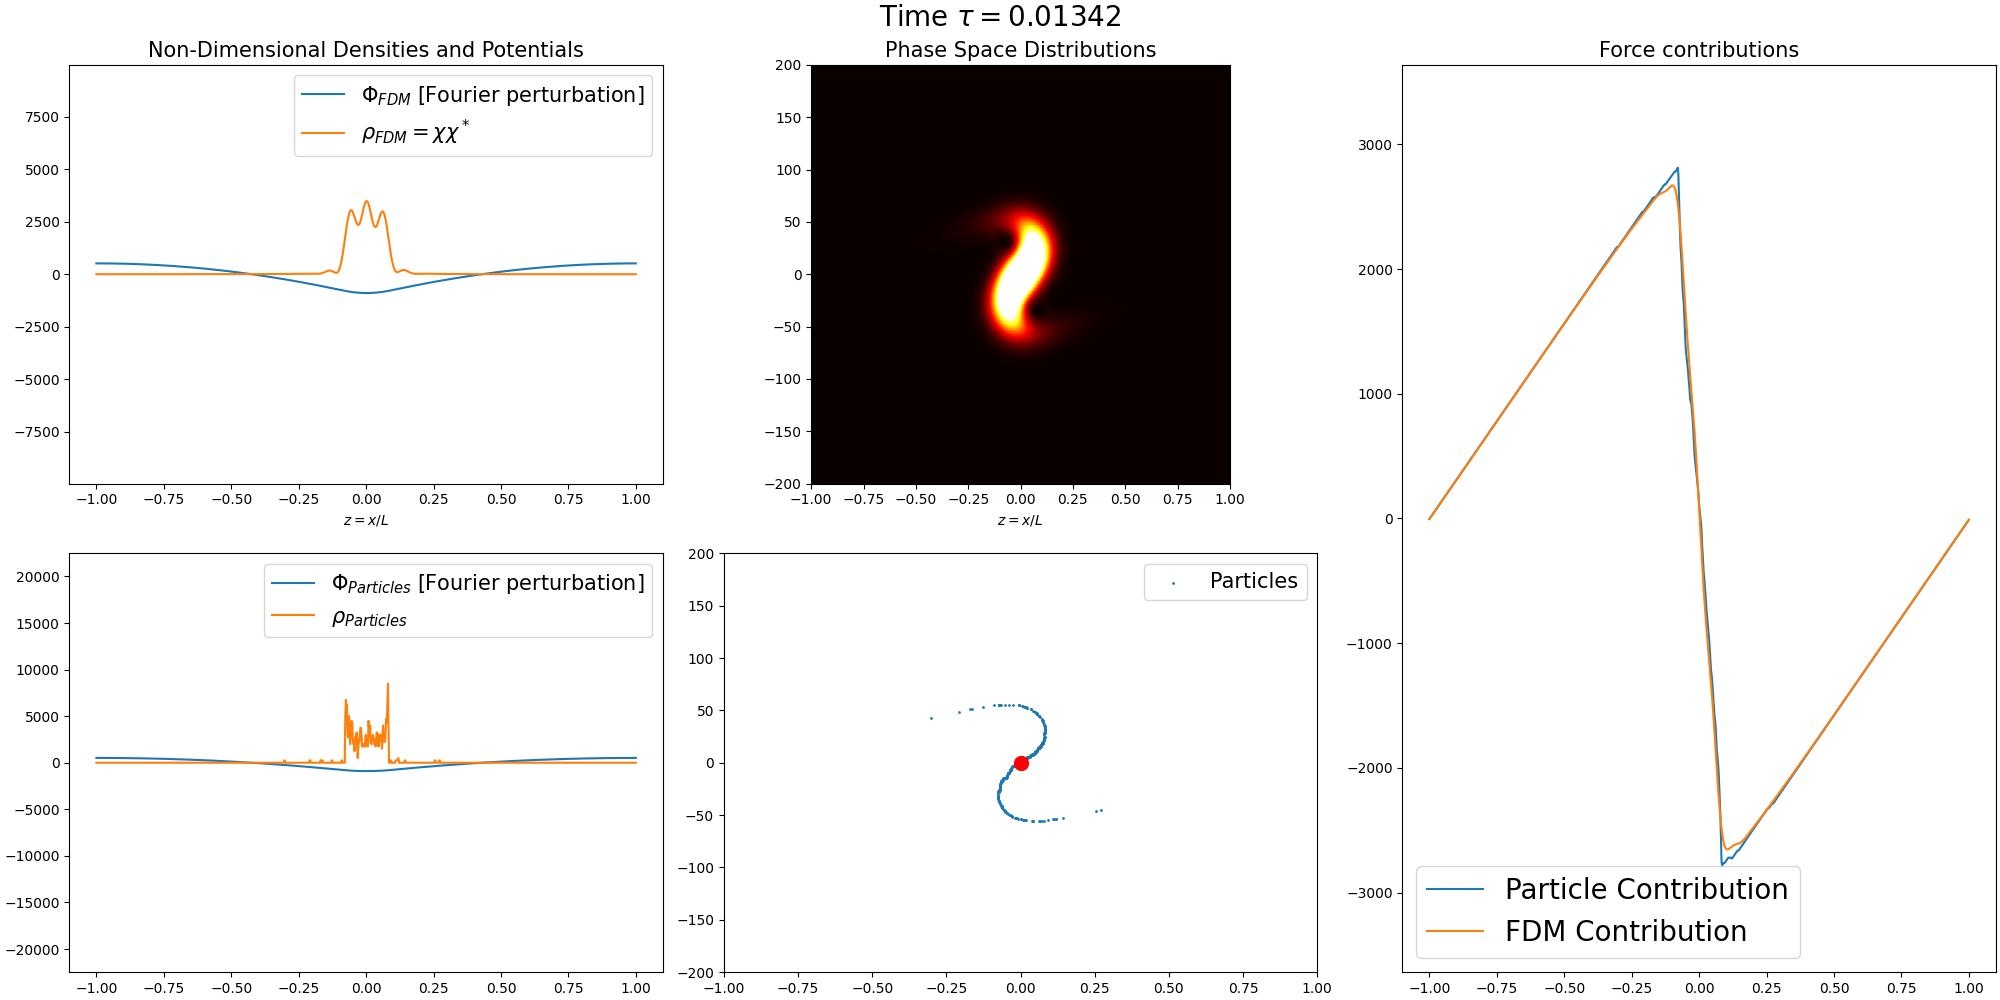 Time τ = 0.01342
Non-Dimensional Densities and Potentials
Φ_FDM [Fourier perturbation]
ρ_FDM = χχ*
7500
5000
2500
0
−2500
−5000
−7500
−1.00 −0.75 −0.50 −0.25 0.00 0.25 0.50 0.75 1.00
z = x/L
Phase Space Distributions
200
150
100
50
0
−50
−100
−150
−200
−1.00 −0.75 −0.50 −0.25 0.00 0.25 0.50 0.75 1.00
z = x/L
Force contributions
3000
2000
1000
0
−1000
−2000
−3000
Particle Contribution
FDM Contribution
−1.00 −0.75 −0.50 −0.25 0.00 0.25 0.50 0.75 1.00
Φ_Particles [Fourier perturbation]
ρ_Particles
20000
15000
10000
5000
0
−5000
−10000
−15000
−20000
−1.00 −0.75 −0.50 −0.25 0.00 0.25 0.50 0.75 1.00
Particles
200
150
100
50
0
−50
−100
−150
−200
−1.00 −0.75 −0.50 −0.25 0.00 0.25 0.50 0.75 1.00